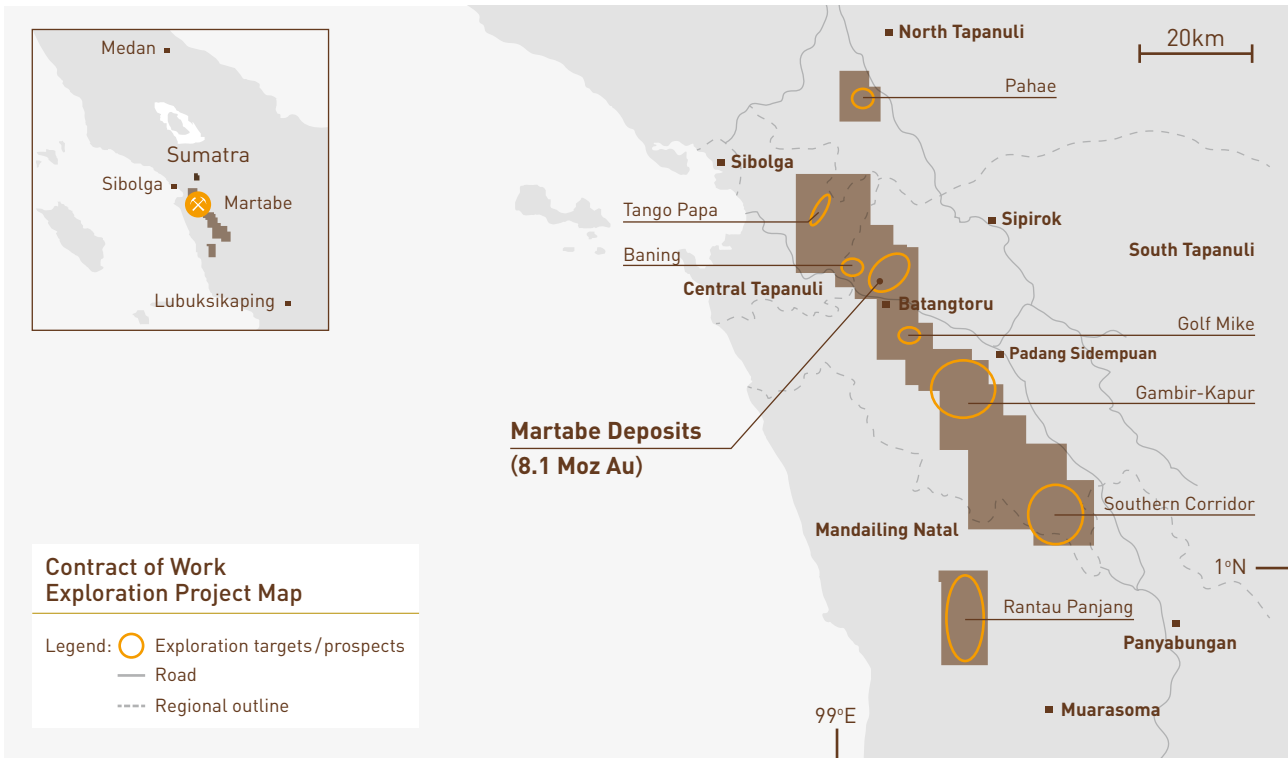 Medan
Sumatra
Sibolga
Martabe
Lubuksikaping
North Tapanuli
20km
Pahae
Sibolga
Tango Papa
Sipirok
Baning
South Tapanuli
Central Tapanuli
Batangtoru
Golf Mike
Padang Sidempuan
Gambir-Kapur
Martabe Deposits
(8.1 Moz Au)
Southern Corridor
Mandailing Natal
1ºN
Rantau Panjang
Panyabungan
Muarasoma
99ºE
Contract of Work
Exploration Project Map
Legend: Exploration targets/prospects
Road
Regional outline